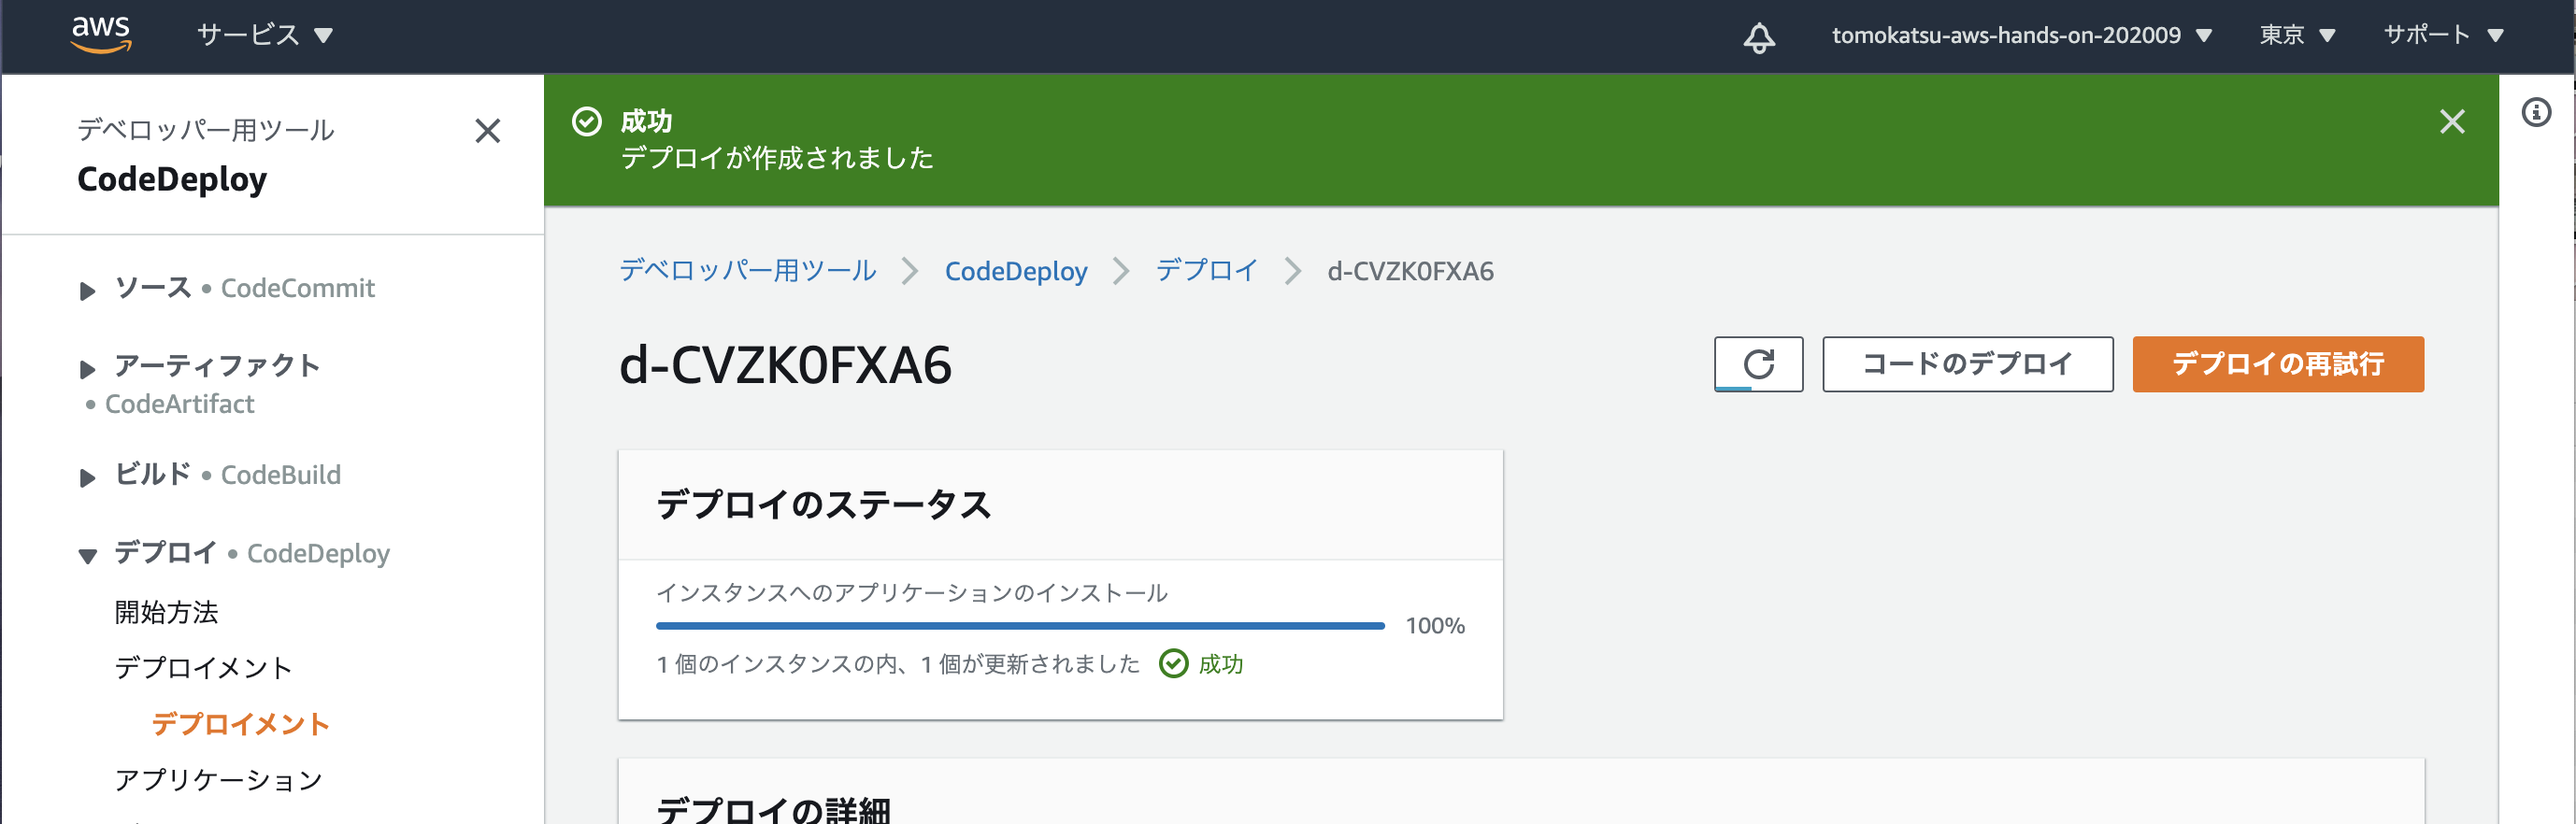 aws サービス tomokatsu-aws-hands-on-202009 東京 サポート
デベロッパー用ツール
CodeDeploy
ソース • CodeCommit
アーティファクト
• CodeArtifact
ビルド • CodeBuild
デプロイ • CodeDeploy
開始方法
デプロイメント
デプロイメント
アプリケーション
成功
デプロイが作成されました
デベロッパー用ツール > CodeDeploy > デプロイ > d-CVZK0FXA6
d-CVZK0FXA6
コードのデプロイ
デプロイの再試行
デプロイのステータス
インスタンスへのアプリケーションのインストール
100%
1 個のインスタンスの内、1 個が更新されました 成功
デプロイの詳細